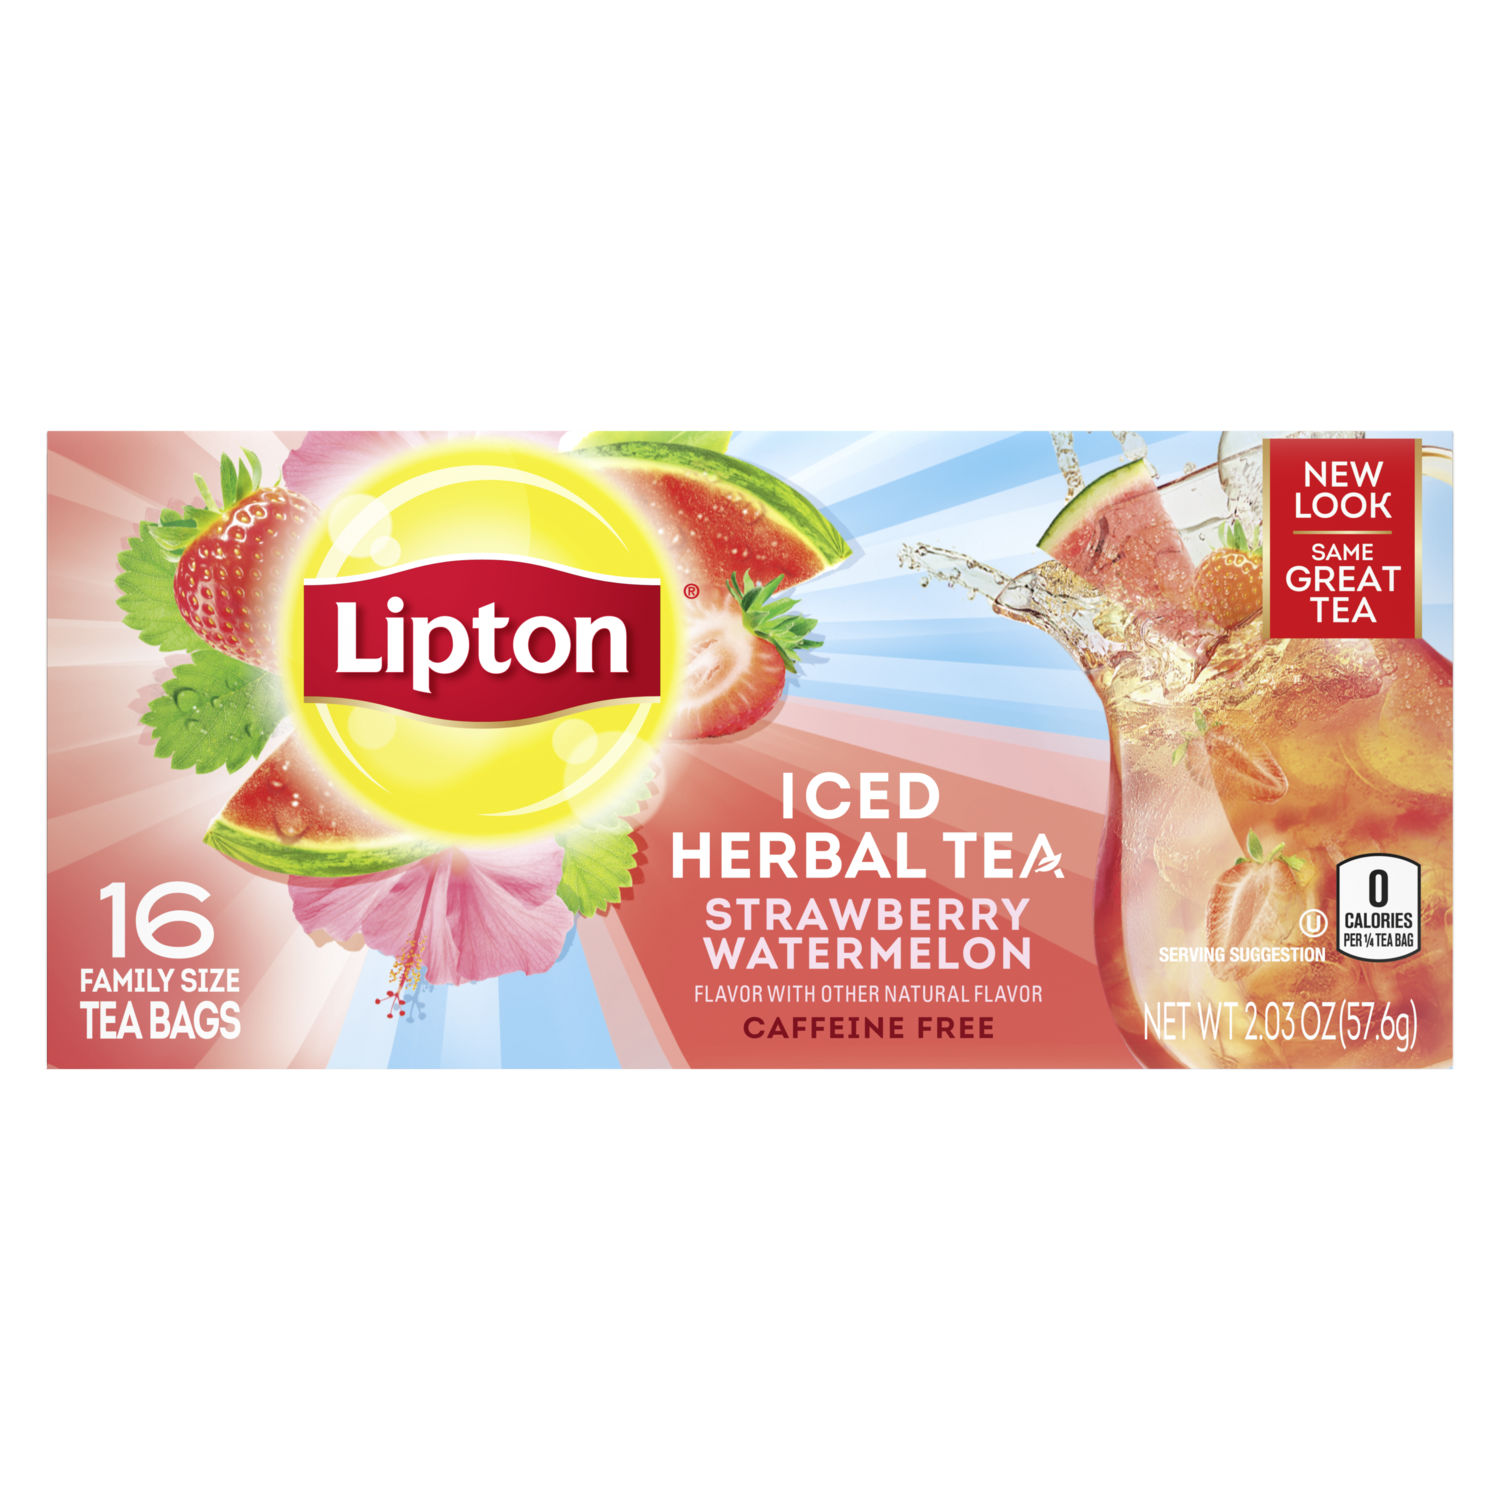 Lipton®
NEW
LOOK
SAME
GREAT
TEA
ICED
HERBAL TEA
STRAWBERRY
WATERMELON
FLAVOR WITH OTHER NATURAL FLAVOR
CAFFEINE FREE
16
FAMILY SIZE
TEA BAGS
U
SERVING SUGGESTION
0
CALORIES
PER ¼ TEA BAG
NET WT 2.03 OZ (57.6g)